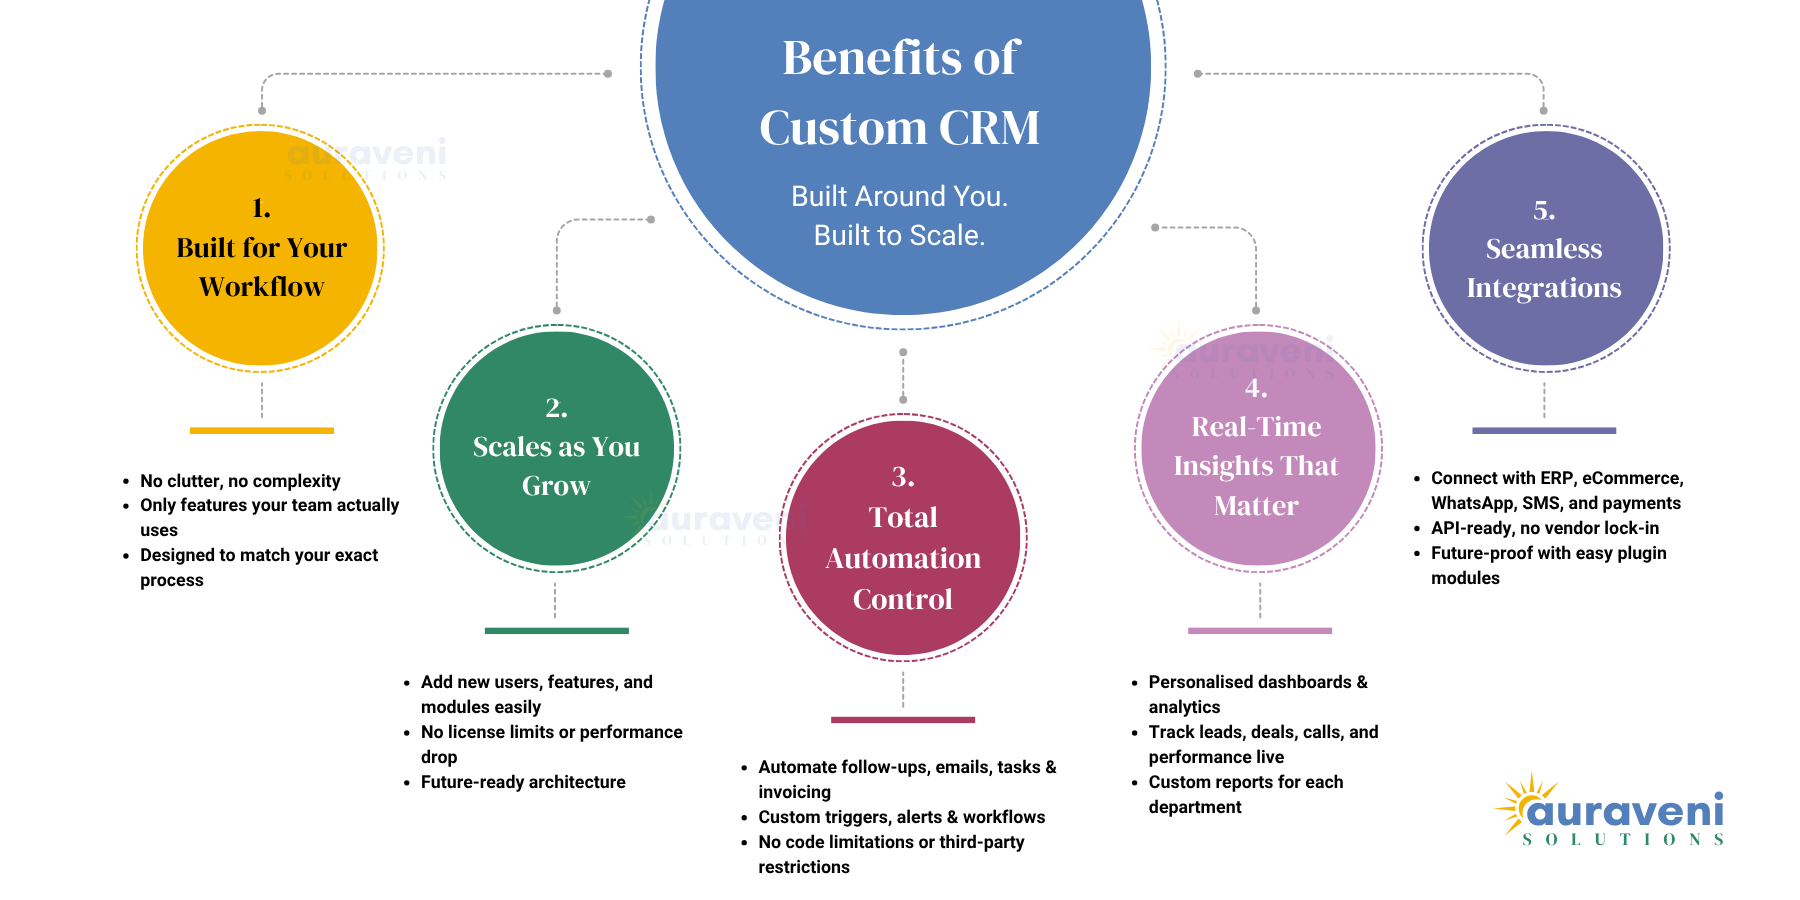 Benefits of
Custom CRM
Built Around You.
Built to Scale.
1.
Built for Your
Workflow
No clutter, no complexity
Only features your team actually
uses
Designed to match your exact
process
2.
Scales as You
Grow
Add new users, features, and
modules easily
No license limits or performance
drop
Future-ready architecture
3.
Total
Automation
Control
Automate follow-ups, emails, tasks &
invoicing
Custom triggers, alerts & workflows
No code limitations or third-party
restrictions
4.
Real-Time
Insights That
Matter
Personalised dashboards &
analytics
Track leads, deals, calls, and
performance live
Custom reports for each
department
5.
Seamless
Integrations
Connect with ERP, eCommerce,
WhatsApp, SMS, and payments
API-ready, no vendor lock-in
Future-proof with easy plugin
modules
auraveni
SOLUTIONS
auraveni
SOLUTIONS
auraveni
SOLUTIONS
auraveni
SOLUTIONS